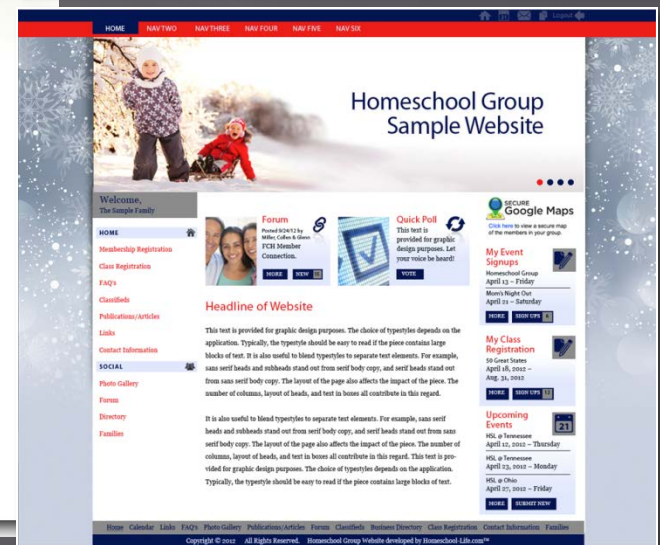 Logout
HOME NAV TWO NAV THREE NAV FOUR NAV FIVE NAV SIX
Homeschool Group
Sample Website
Welcome,
The Sample Family
HOME
Membership Registration
Class Registration
FAQ's
Classifieds
Publications/Articles
Links
Contact Information
SOCIAL
Photo Gallery
Forum
Directory
Families
Forum
Posted 9/24/12 by
Miller, Colfen & Glenn
FCH Member
Connection.
MORE NEW
Quick Poll
This text is
provided for graphic
design purposes. Let
your voice be heard!
VOTE
Headline of Website
This text is provided for graphic design purposes. The choice of typestyles depends on the
application. Typically, the typestyle should be easy to read if the piece contains large
blocks of text. It is also useful to blend typestyles to separate text elements. For example,
sans serif heads and subheads stand out from serif body copy, and serif heads stand out
from sans serif body copy. The layout of the page also affects the impact of the piece. The
number of columns, layout of heads, and text in boxes all contribute in this regard.
It is also useful to blend typestyles to separate text elements. For example, sans serif
heads and subheads stand out from serif body copy, and serif heads stand out from sans
serif body copy. The layout of the page also affects the impact of the piece. The number of
columns, layout of heads, and text in boxes all contribute in this regard. This text is pro-
vided for graphic design purposes. The choice of typestyles depends on the application.
Typically, the typestyle should be easy to read if the piece contains large blocks of text.
SECURE
Google Maps
Click here to view a secure map
of the members in your group.
My Event
Signups
Homeschool Group
April 13 – Friday
Mom's Night Out
April 21 – Saturday
MORE SIGN UPS
My Class
Registration
50 Great States
April 18, 2012 –
Aug. 31, 2012
MORE SIGN UPS
Upcoming
Events
21
HSL @ Tennessee
April 12, 2012 – Thursday
HSL @ Tennessee
April 23, 2012 – Monday
HSL @ Ohio
April 27, 2012 – Friday
MORE SUBMIT NEW
Home Calendar Links FAQ's Photo Gallery Publications/Articles Forum Classifieds Business Directory Class Registration Contact Information Families
Copyright © 2012 All Rights Reserved. Homeschool Group Website developed by Homeschool-Life.com™